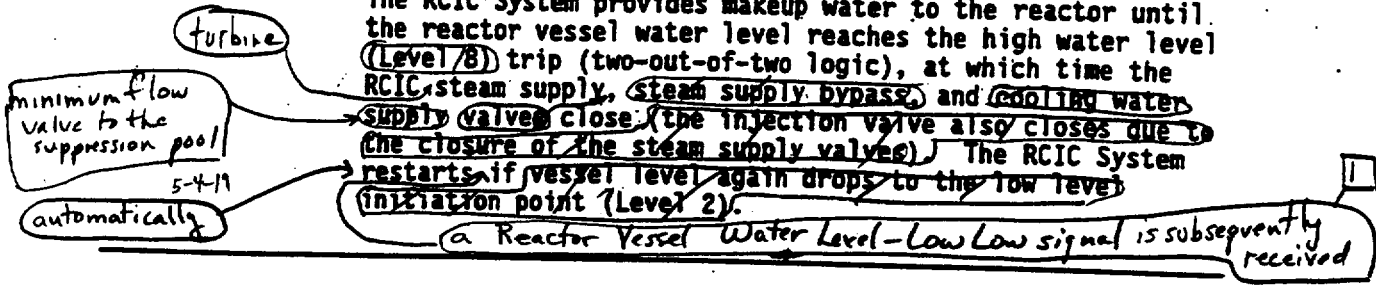 The RCIC System provides makeup water to the reactor until
the reactor vessel water level reaches the high water level
(Level 8) trip (two-out-of-two logic), at which time the
RCIC steam supply, steam supply bypass, and cooling water
supply valves close (the injection valve also closes due to
the closure of the steam supply valves). The RCIC System
restarts if vessel level again drops to the low level
initiation point (Level 2).
turbine
minimum flow
valve to the
suppression pool
5-4-19
automatically
a Reactor Vessel Water Level-Low Low signal is subsequently
received
1